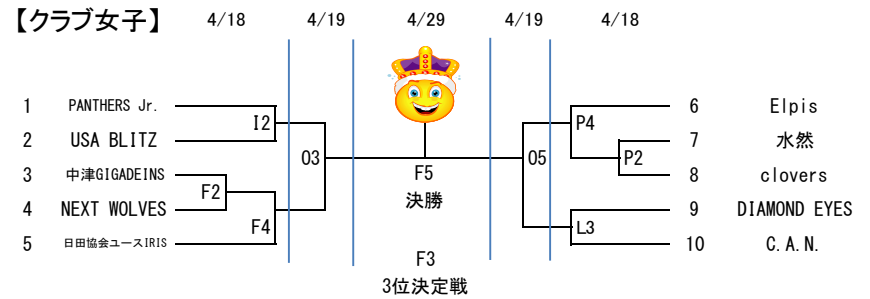 【クラブ女子】 4/18 4/19 4/29 4/19 4/18
1 PANTHERS Jr. 6 Elpis
I2 P4
2 USA BLITZ 7 水然
O3 O5 P2
3 中津GIGADEINS F5 8 clovers
F2
4 NEXT WOLVES 決勝 9 DIAMOND EYES
F4 L3
5 日田協会ユースIRIS 10 C.A.N.
F3
3位決定戦